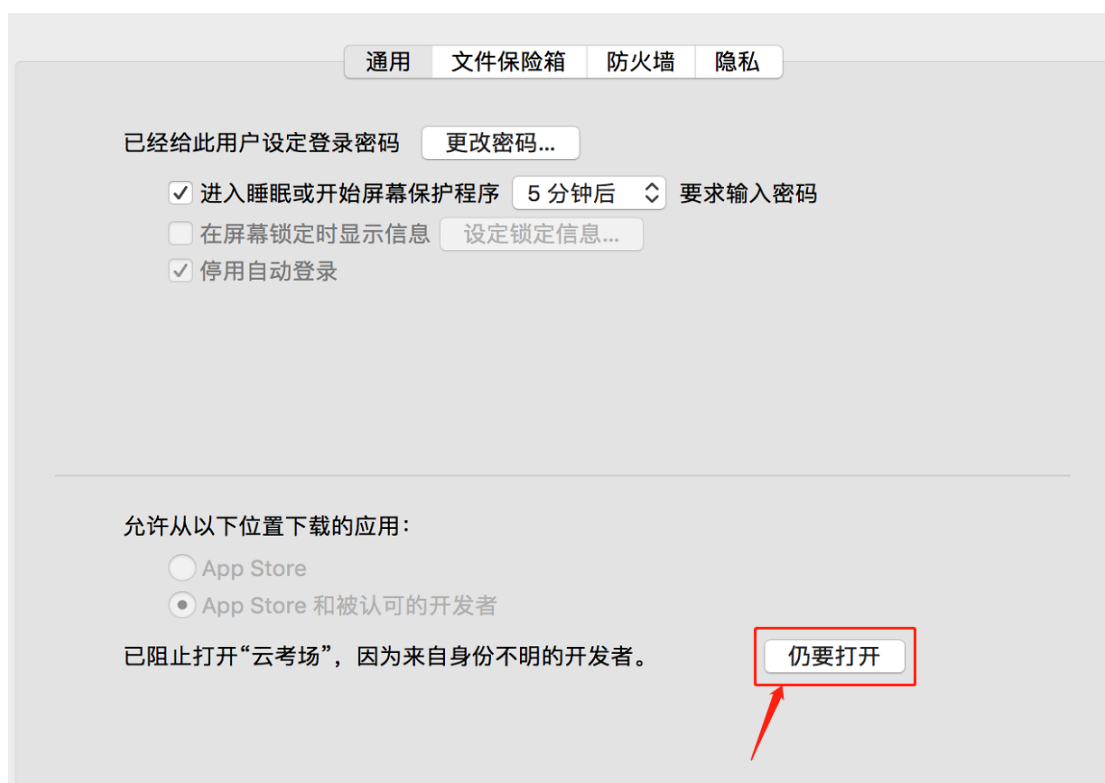 通用 文件保险箱 防火墙 隐私
已经给此用户设定登录密码 更改密码...
进入睡眠或开始屏幕保护程序 5 分钟后 要求输入密码
在屏幕锁定时显示信息 设定锁定信息...
停用自动登录
允许从以下位置下载的应用：
App Store
App Store 和被认可的开发者
已阻止打开“云考场”，因为来自身份不明的开发者。 仍要打开